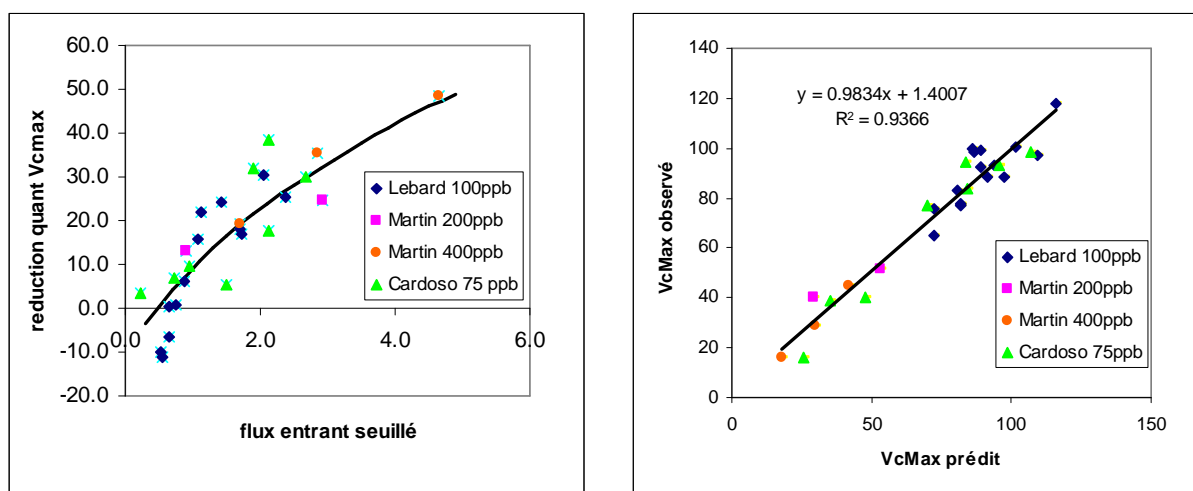 reduction quant Vcmax
60.0
50.0
40.0
30.0
20.0
10.0
0.0
-10.0
-20.0
0.0 2.0 4.0 6.0
flux entrant seuillé
Lebard 100ppb
Martin 200ppb
Martin 400ppb
Cardoso 75 ppb
VcMax observé
140
120
100
80
60
40
20
0
0 50 100 150
VcMax prédit
y = 0.9834x + 1.4007
R² = 0.9366
Lebard 100ppb
Martin 200ppb
Martin 400ppb
Cardoso 75ppb